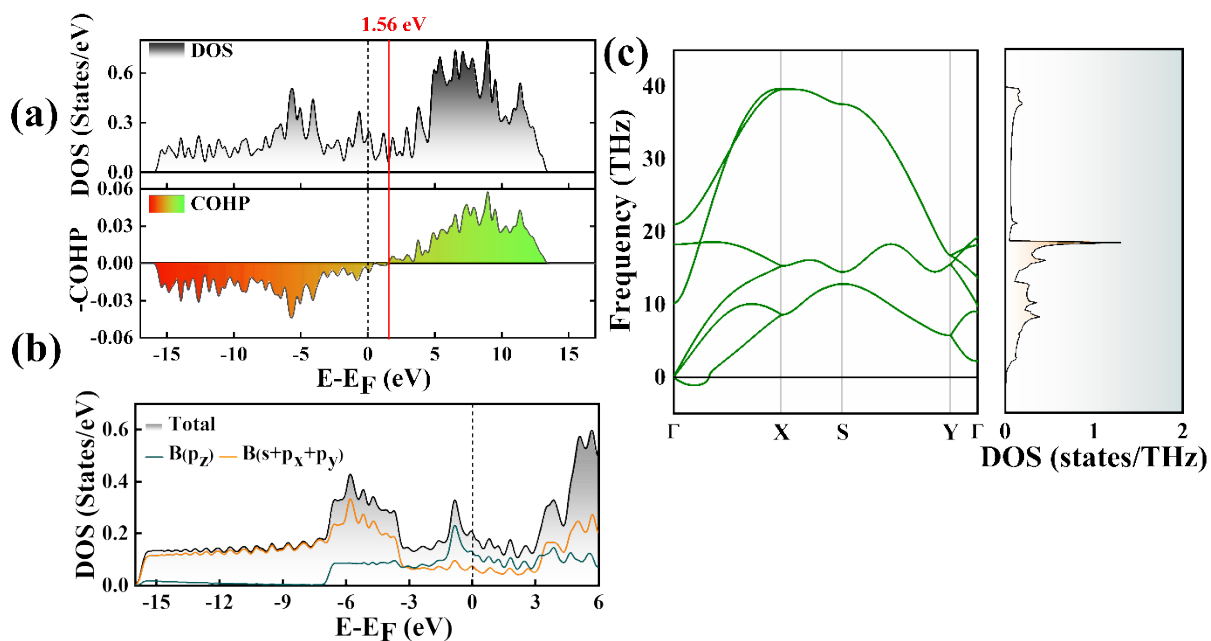 1.56 eV
(a)
DOS
DOS (States/eV)
0.6
0.3
0.0
COHP
-COHP
0.06
0.03
0.00
-0.03
-0.06
-15 -10 -5 0 5 10 15
E-EF (eV)
(b)
Total
B(pz) B(s+px+py)
DOS (States/eV)
0.6
0.4
0.2
0.0
-15 -12 -9 -6 -3 0 3 6
E-EF (eV)
(c)
Frequency (THz)
40
30
20
10
0
Γ X S Y Γ
0 1 2
DOS (states/THz)